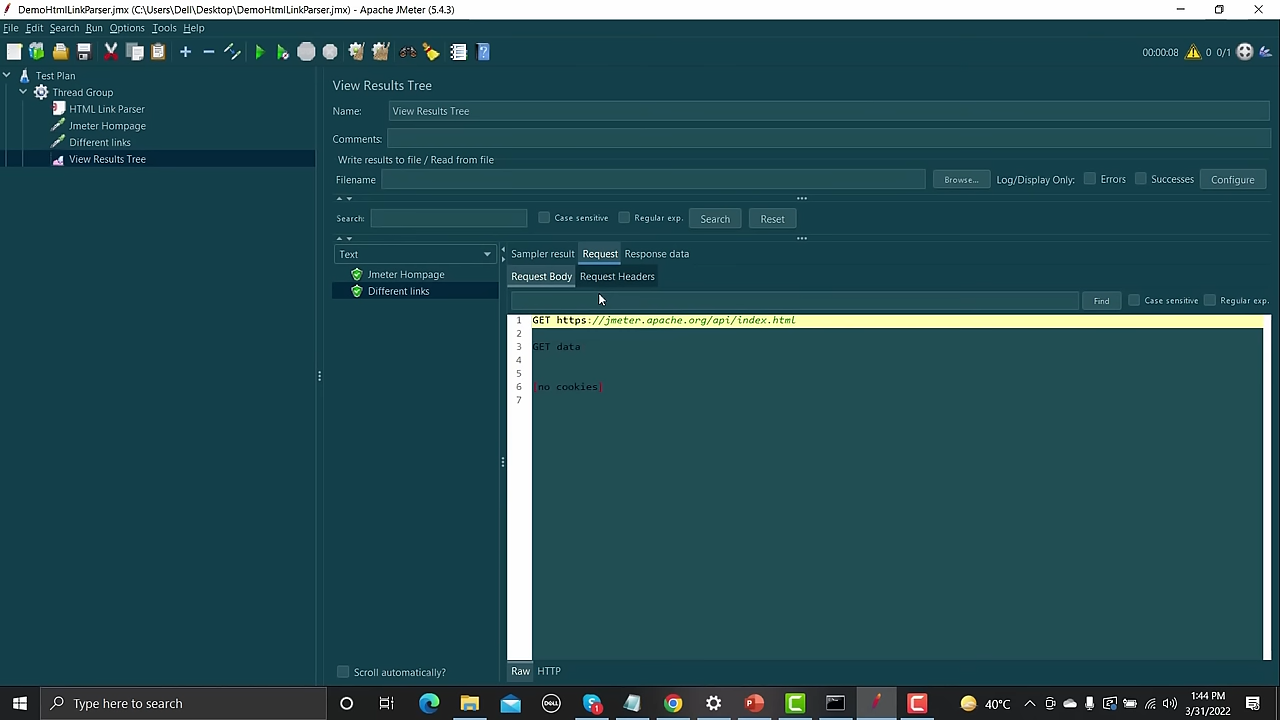 DemoHtmlLinkParser.jmx (C:\Users\Dell\Desktop\DemoHtmlLinkParser.jmx) - Apache JMeter (5.4.3)
File Edit Search Run Options Tools Help
00:00:08 0 0/1
Test Plan
Thread Group
HTML Link Parser
Jmeter Hompage
Different links
View Results Tree
View Results Tree
Name: View Results Tree
Comments:
Write results to file / Read from file
Filename Browse... Log/Display Only: Errors Successes Configure
Search: Case sensitive Regular exp. Search Reset
Text
Jmeter Hompage
Different links
Scroll automatically?
Sampler result Request Response data
Request Body Request Headers
Find Case sensitive Regular exp.
1 GET https://jmeter.apache.org/api/index.html
2
3 GET data
4
5
6 [no cookies]
7
Raw HTTP
Type here to search
40°C
1:44 PM
3/31/2022